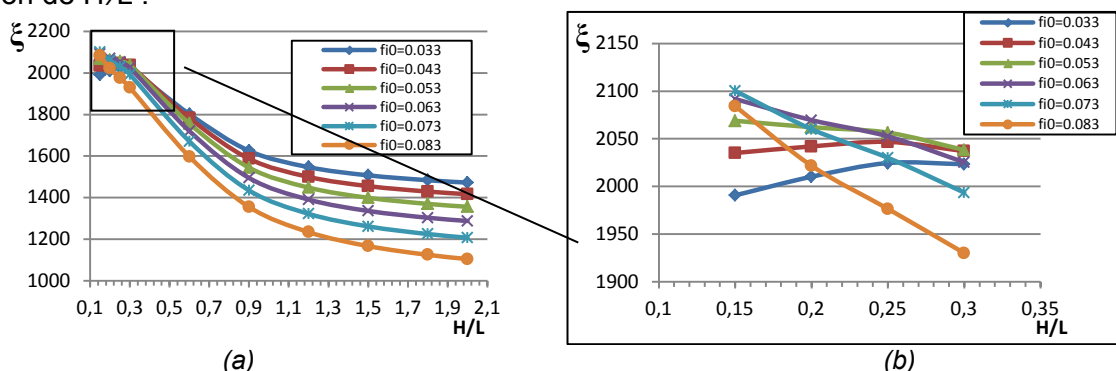 on de H/L :
ξ
2200
2000
1800
1600
1400
1200
1000
0,1 0,3 0,5 0,7 0,9 1,1 1,3 1,5 1,7 1,9 2,1
H/L
fi0=0.033
fi0=0.043
fi0=0.053
fi0=0.063
fi0=0.073
fi0=0.083
(a)
ξ
2150
2100
2050
2000
1950
1900
0,1 0,15 0,2 0,25 0,3 0,35
H/L
fi0=0.033
fi0=0.043
fi0=0.053
fi0=0.063
fi0=0.073
fi0=0.083
(b)